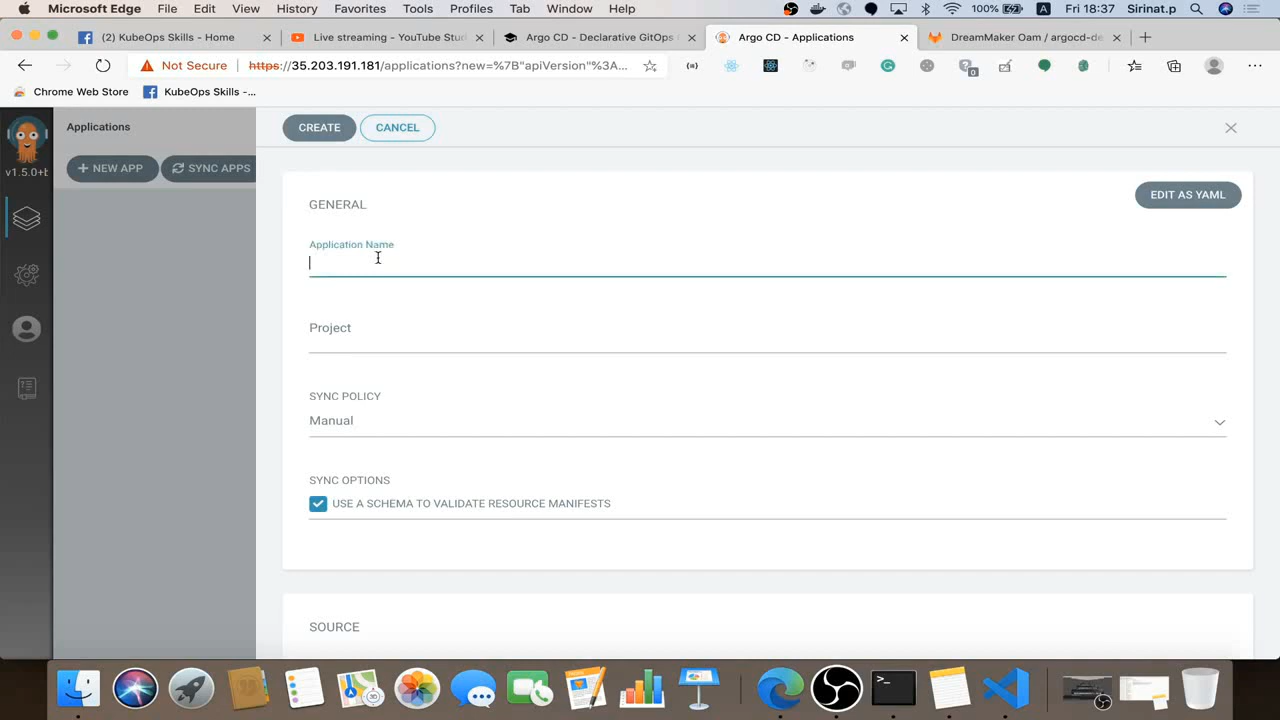 Microsoft Edge File Edit View History Favorites Tools Profiles Tab Window Help 100% A Fri 18:37 Sirinat.p
(2) KubeOps Skills - Home Live streaming - YouTube Stud Argo CD - Declarative GitOps Argo CD - Applications DreamMaker Oam / argocd-de
Not Secure https://35.203.191.181/applications?new=%7B"apiVersion"%3A... 0
Chrome Web Store KubeOps Skills -...
v1.5.0+b
Applications
+ NEW APP SYNC APPS
CREATE CANCEL
GENERAL
EDIT AS YAML
Application Name
Project
SYNC POLICY
Manual
SYNC OPTIONS
USE A SCHEMA TO VALIDATE RESOURCE MANIFESTS
SOURCE